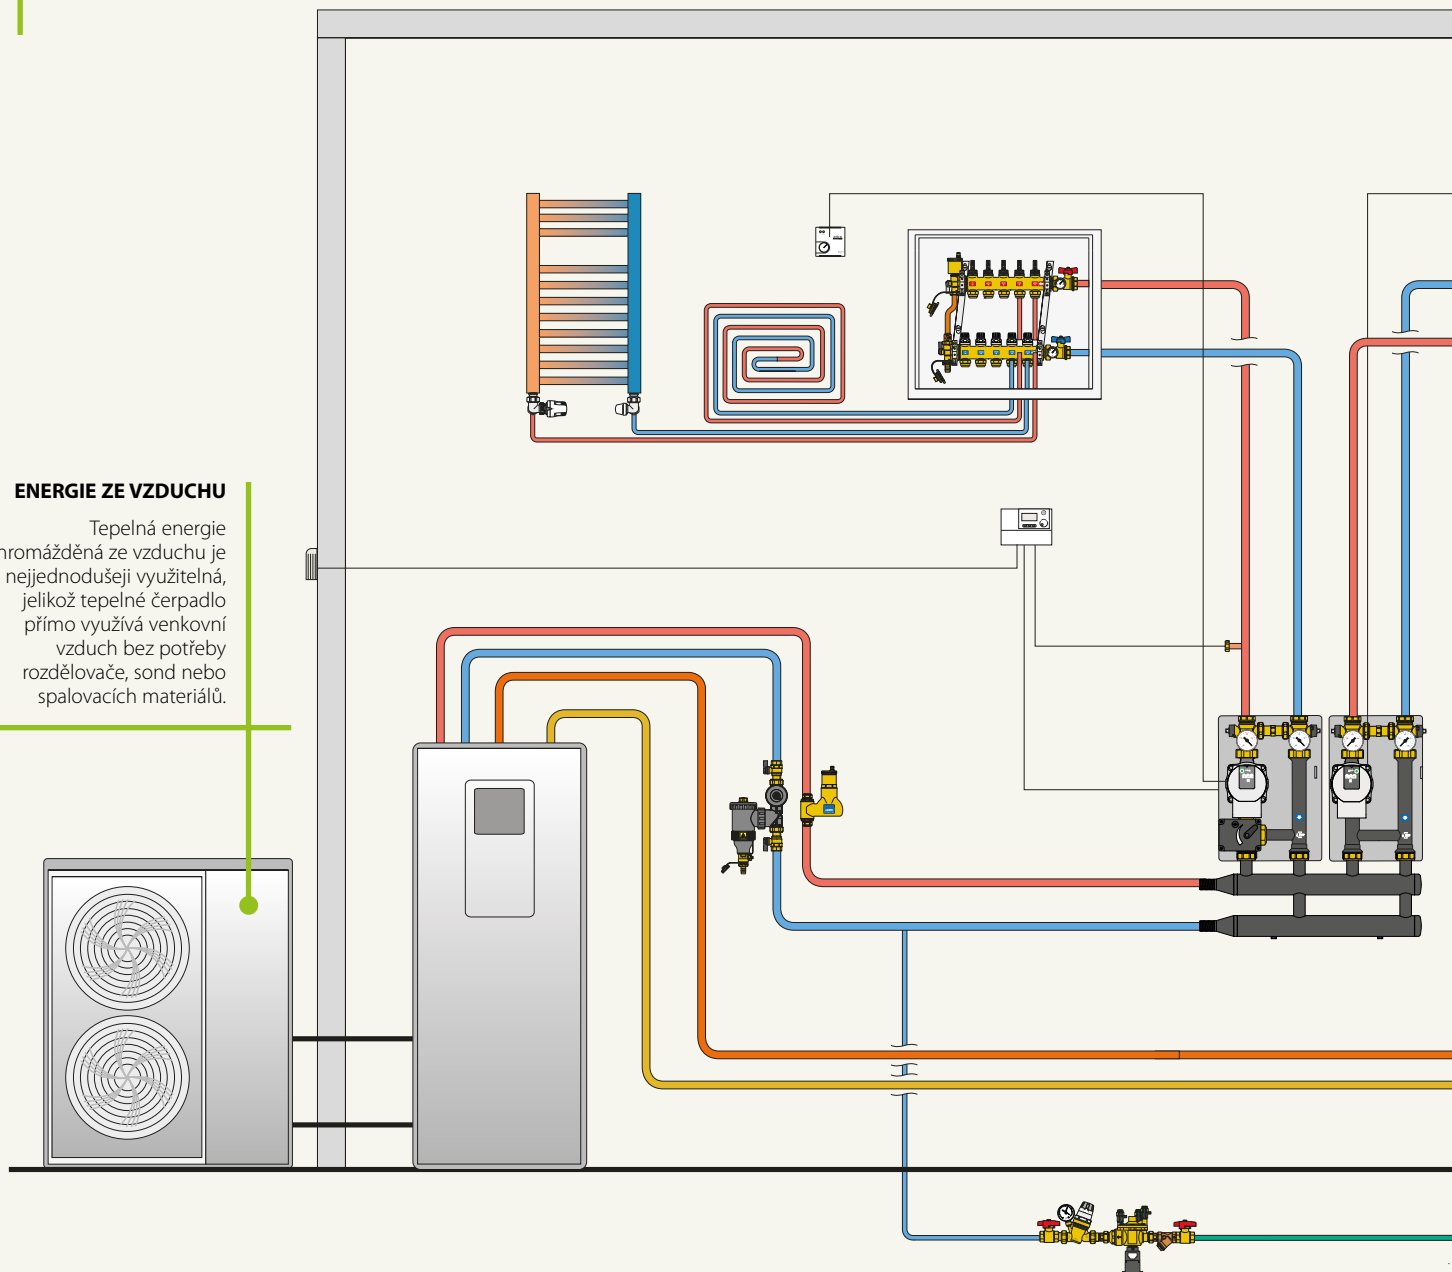 ENERGIE ZE VZDUCHU
Tepelná energie
hromážděná ze vzduchu je
nejjednodušeji využitelná,
jelikož tepelné čerpadlo
přímo využívá venkovní
vzduch bez potřeby
rozdělovače, sond nebo
spalovacích materiálů.